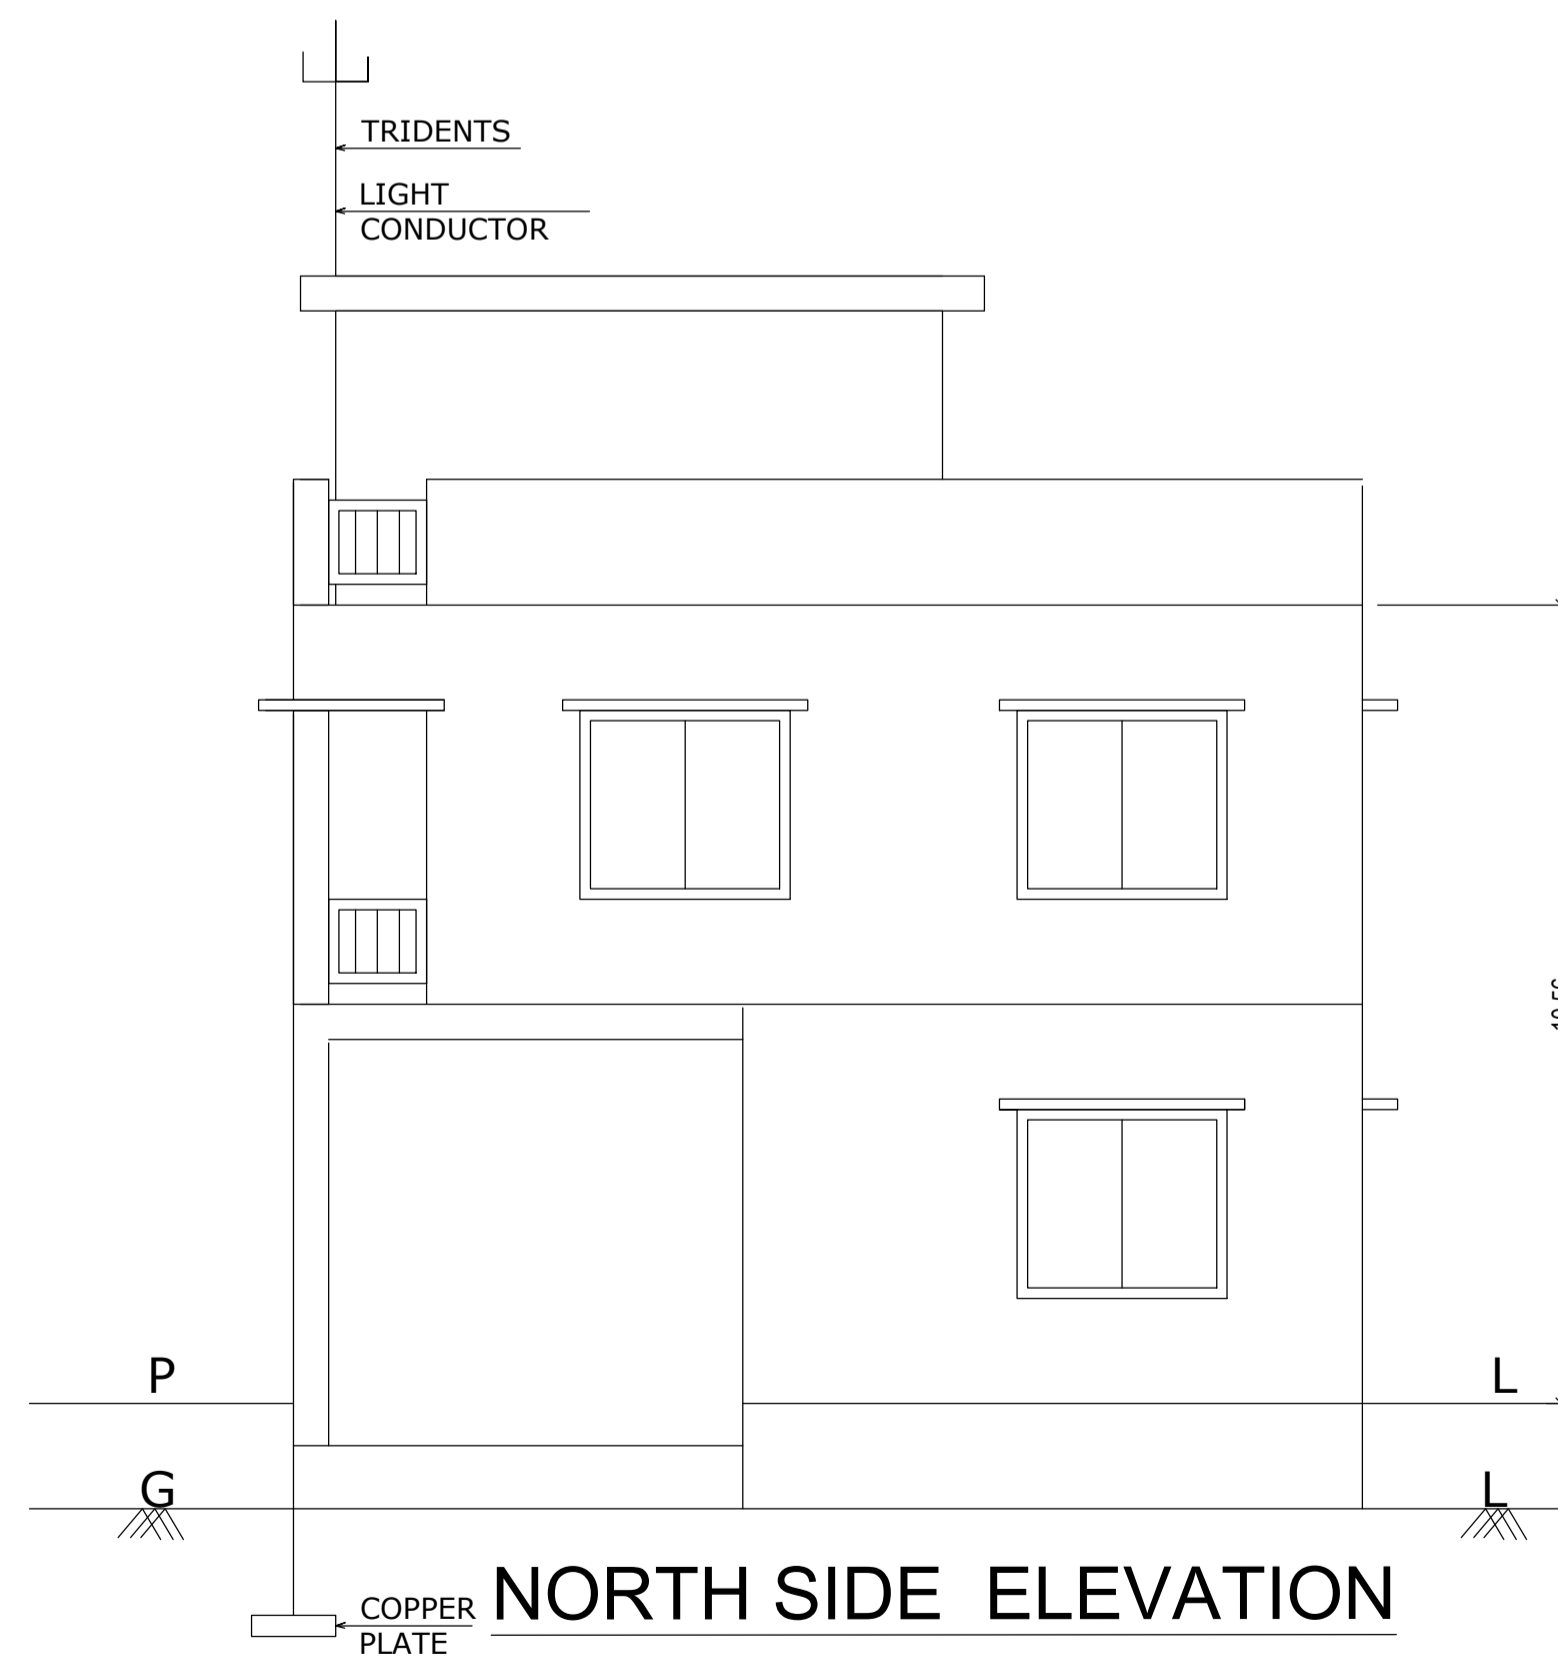 TRIDENTS
LIGHT
CONDUCTOR
P L
G L
COPPER
PLATE
NORTH SIDE ELEVATION